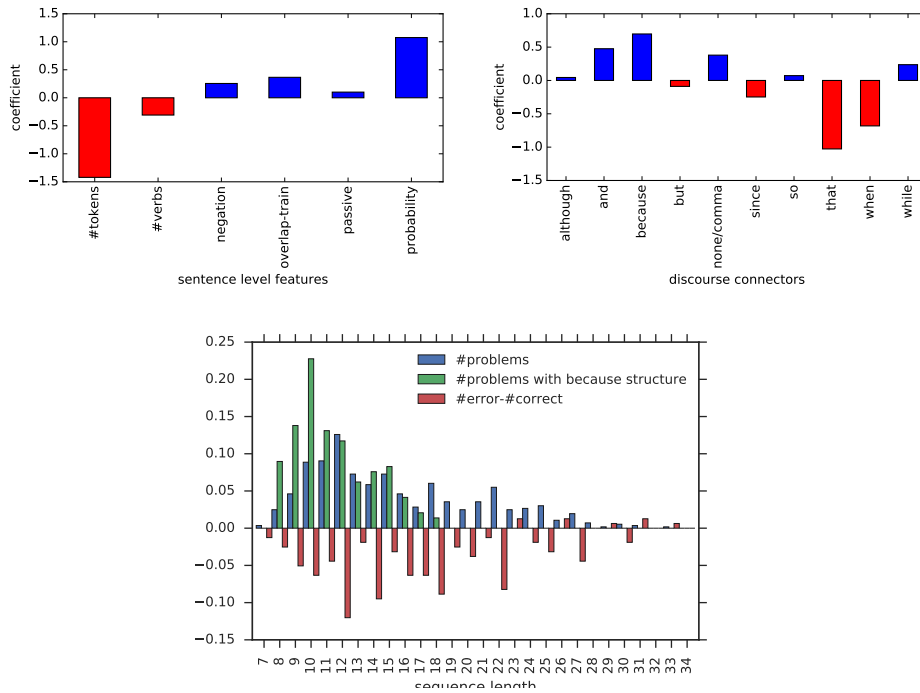 1.5
1.0
0.5
0.0
−0.5
−1.0
−1.5
coefficient
#tokens
#verbs
negation
overlap-train
passive
probability
sentence level features
1.0
0.5
0.0
−0.5
−1.0
−1.5
coefficient
although
and
because
but
none/comma
since
so
that
when
while
discourse connectors
0.25
0.20
0.15
0.10
0.05
0.00
−0.05
−0.10
−0.15
#problems
#problems with because structure
#error-#correct
7
8
9
10
11
12
13
14
15
16
17
18
19
20
21
22
23
24
25
26
27
28
29
30
31
32
33
34
sequence length